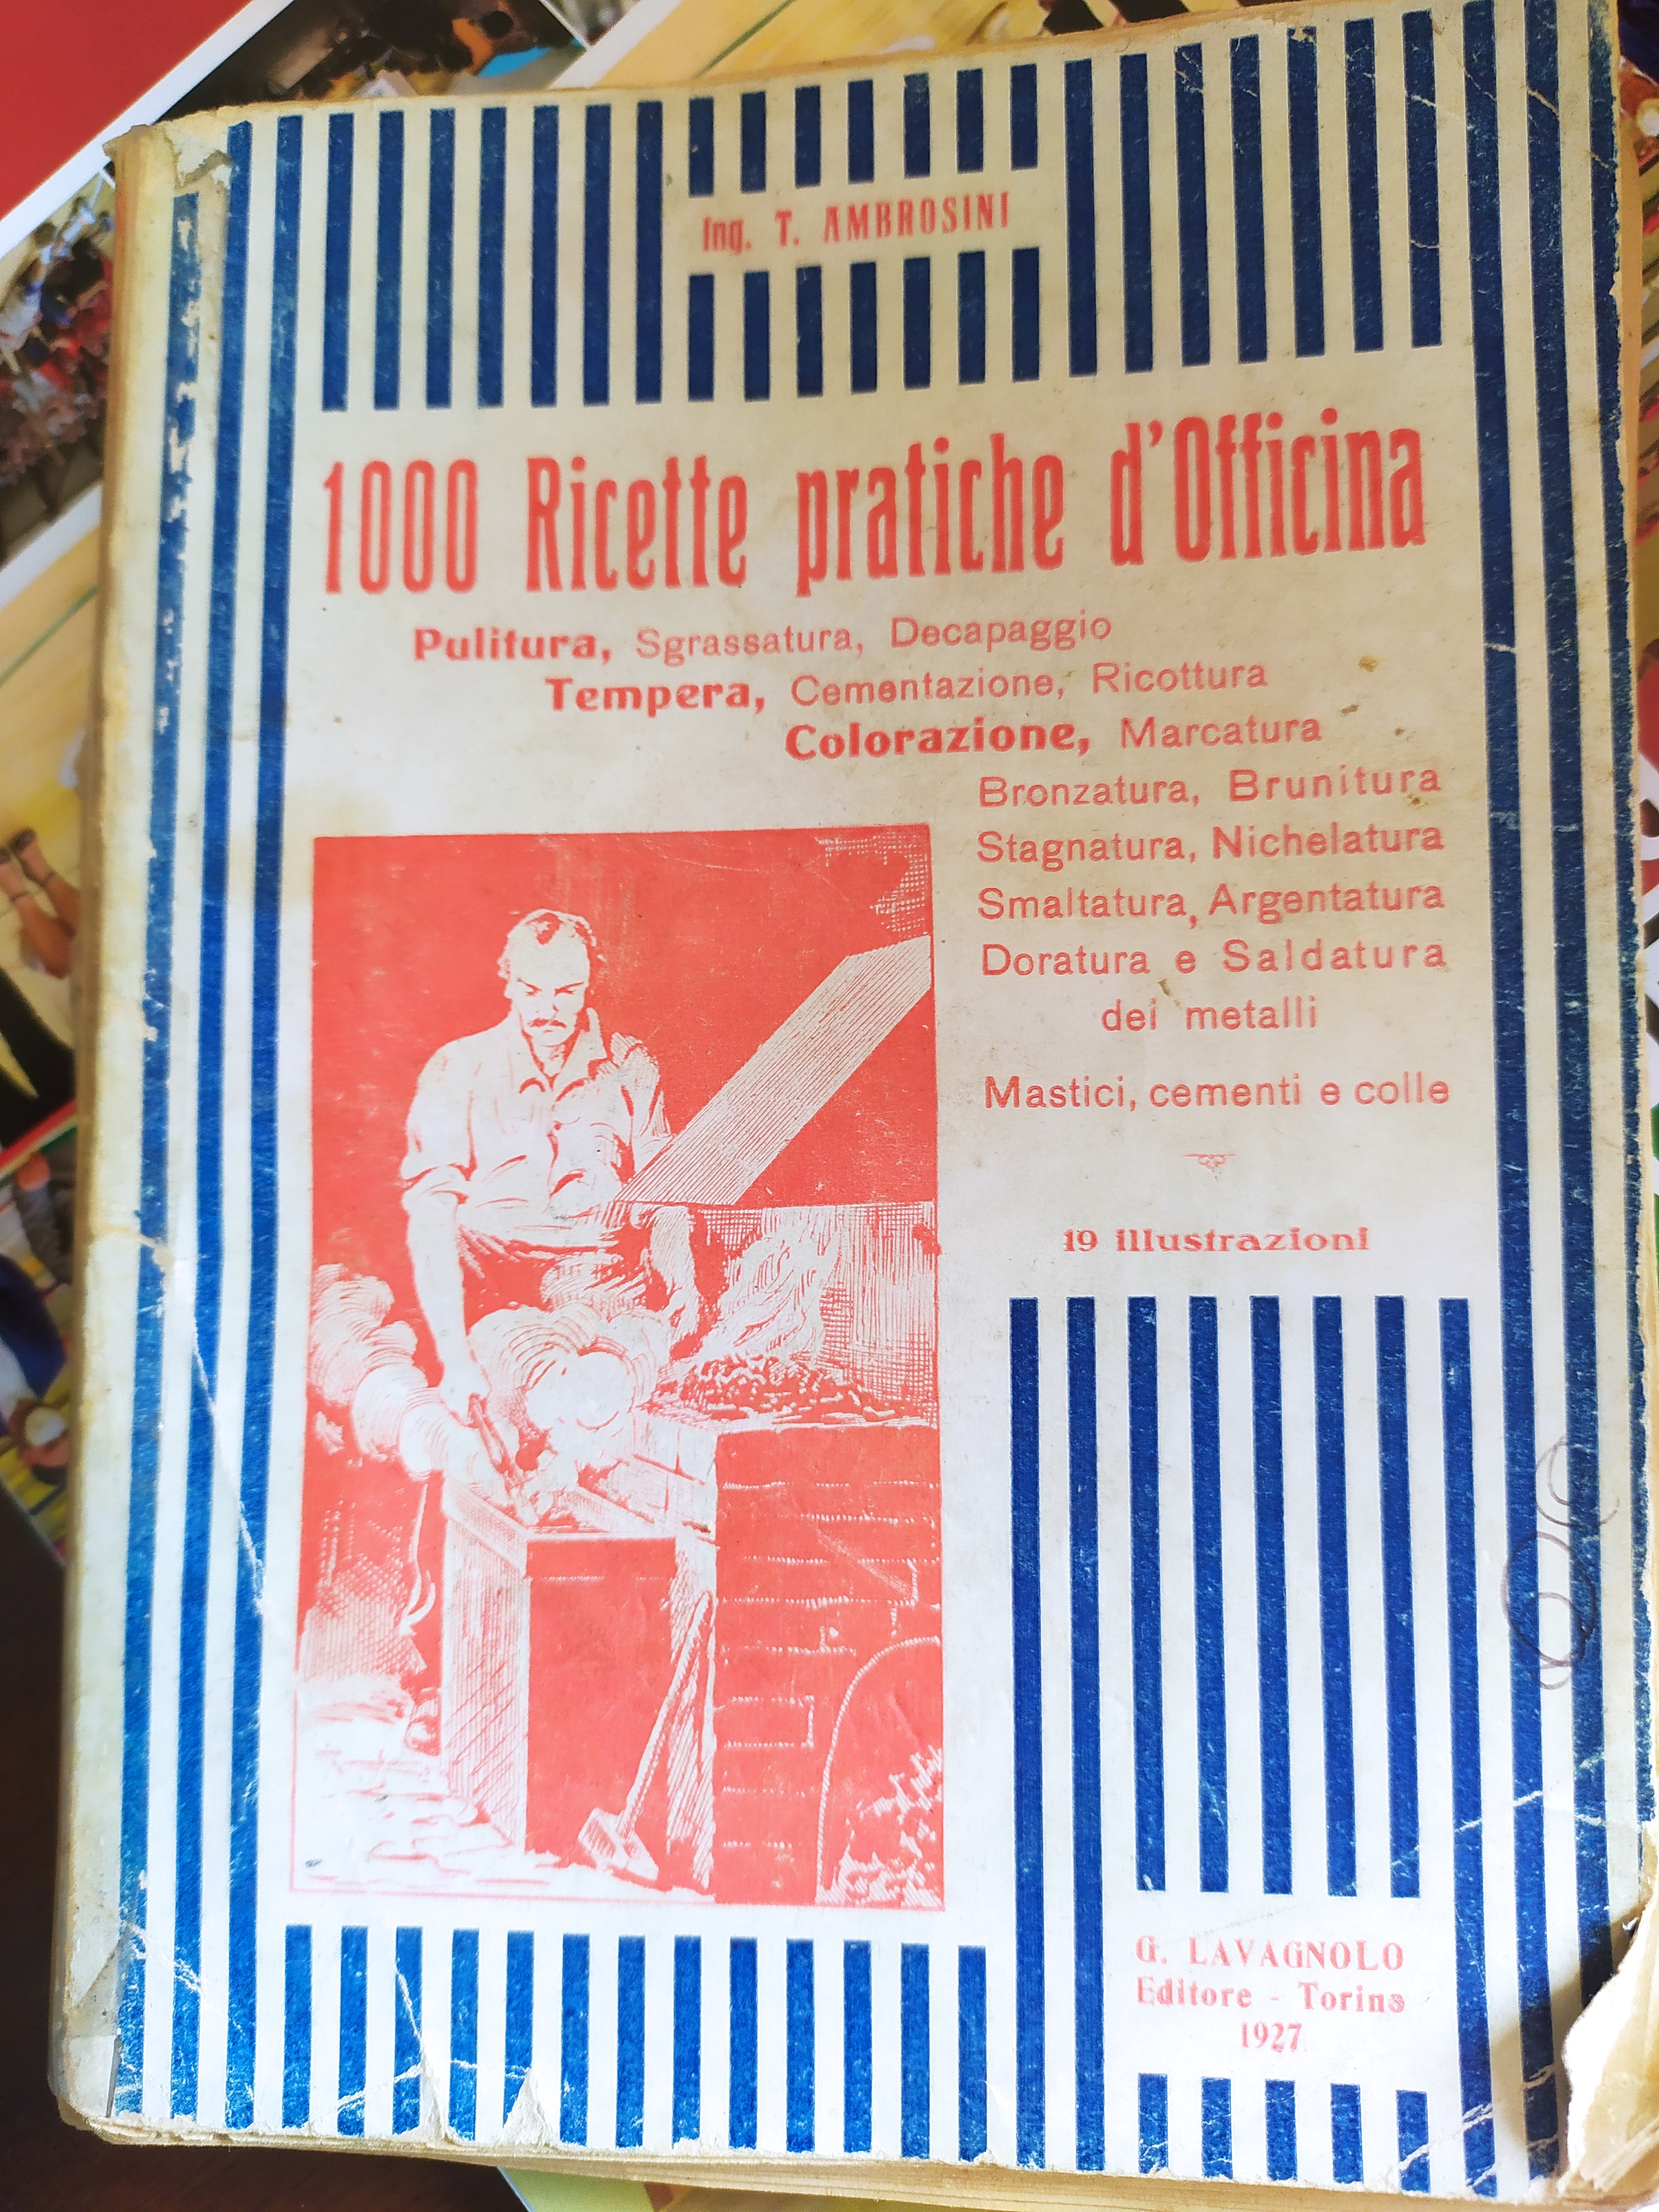 Ing. T. AMBROSINI
1000 Ricette pratiche d'Officina
Pulitura, Sgrassatura, Decapaggio
Tempera, Cementazione, Ricottura
Colorazione, Marcatura
Bronzatura, Brunitura
Stagnatura, Nichelatura
Smaltatura, Argentatura
Doratura e Saldatura
dei metalli
Mastici, cementi e colle
19 illustrazioni
G. LAVAGNOLO
Editore - Torino
1927